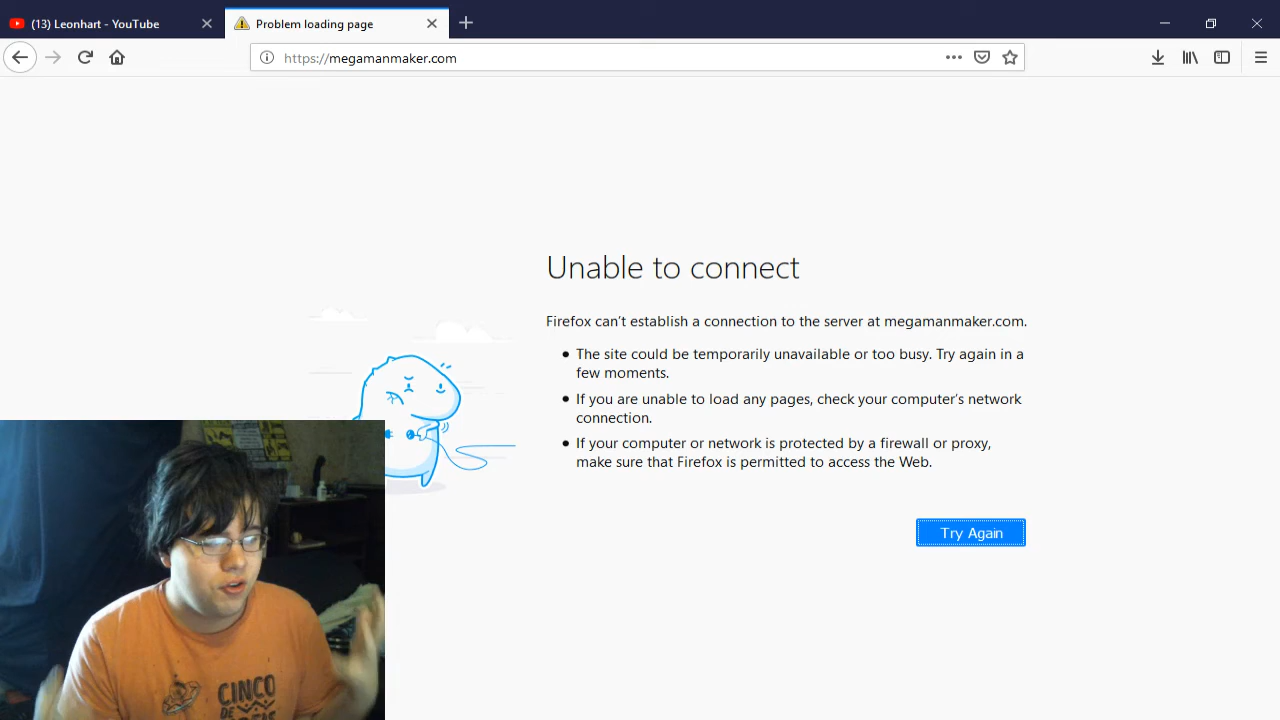 (13) Leonhart - YouTube
Problem loading page
https://megamanmaker.com
Unable to connect
Firefox can't establish a connection to the server at megamanmaker.com.
The site could be temporarily unavailable or too busy. Try again in a
few moments.
If you are unable to load any pages, check your computer's network
connection.
If your computer or network is protected by a firewall or proxy,
make sure that Firefox is permitted to access the Web.
Try Again
CINCO
DE